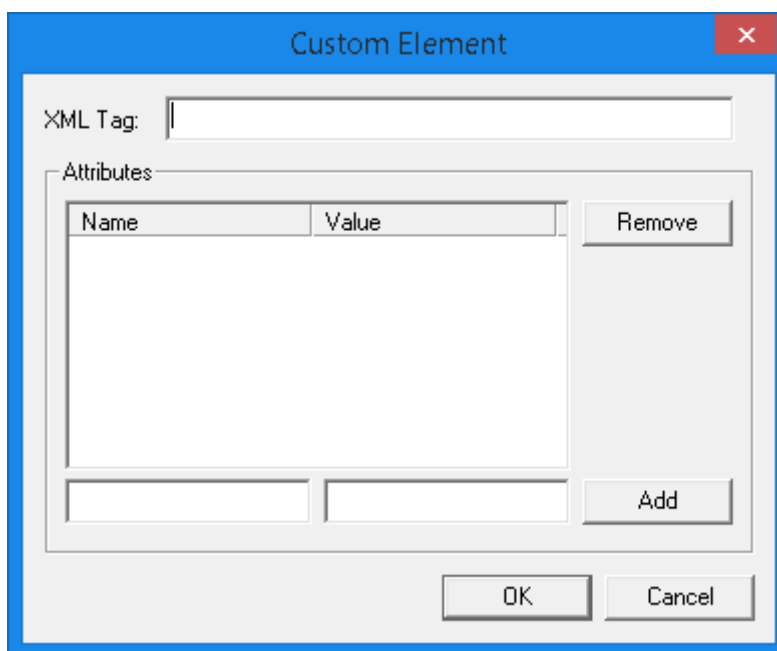 Custom Element
XML Tag:
Attributes
Name Value
Remove
Add
OK Cancel